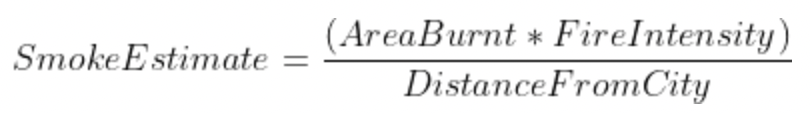 SmokeEstimate = (AreaBurnt * FireIntensity) / DistanceFromCity